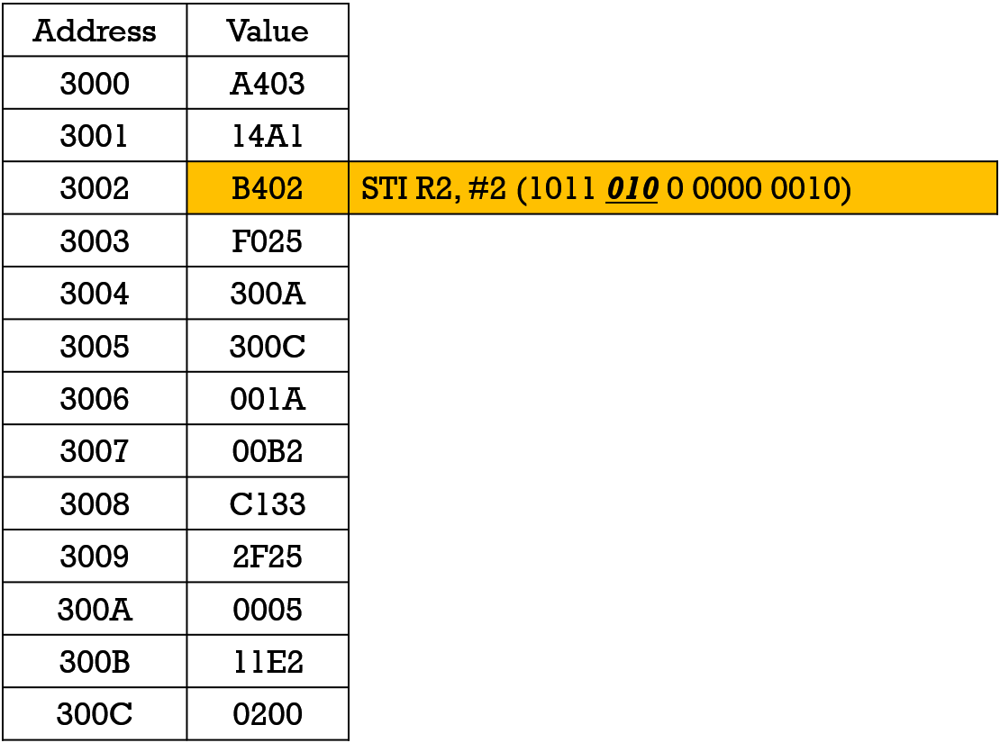 Address Value
3000 A403
3001 14A1
3002 B402 STI R2, #2 (1011 010 0 0000 0010)
3003 F025
3004 300A
3005 300C
3006 001A
3007 00B2
3008 C133
3009 2F25
300A 0005
300B 11E2
300C 0200